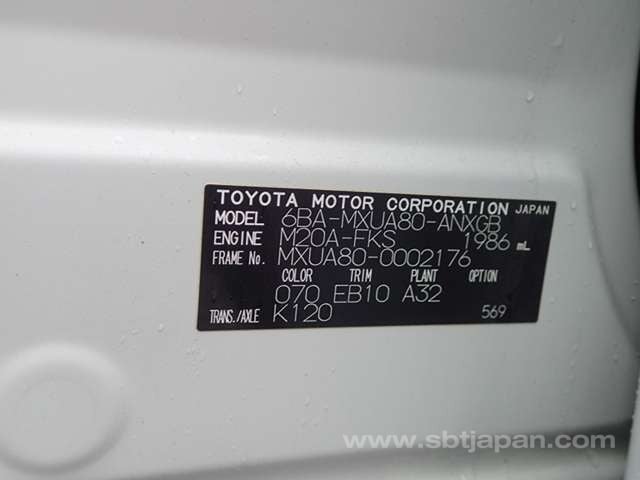 TOYOTA MOTOR CORPORATION JAPAN
MODEL 6BA-MXUA80-ANXGB
ENGINE M20A-FKS 1986 mL
FRAME No. MXUA80-0002176
COLOR TRIM PLANT OPTION
070 EB10 A32
TRANS./AXLE K120 569
www.sbtjapan.com